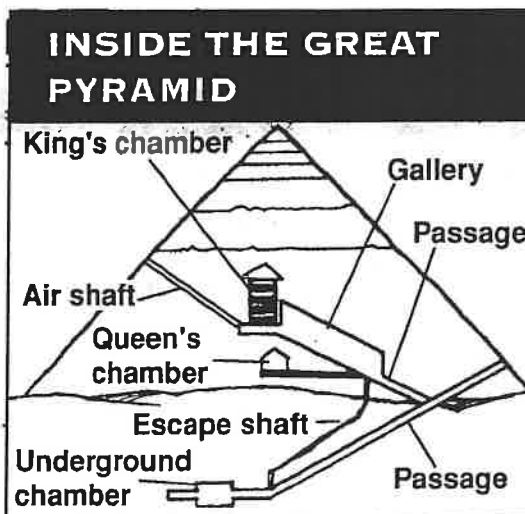 INSIDE THE GREAT
PYRAMID
King's chamber
Gallery
Passage
Air shaft
Queen's
chamber
Escape shaft
Underground
chamber
Passage